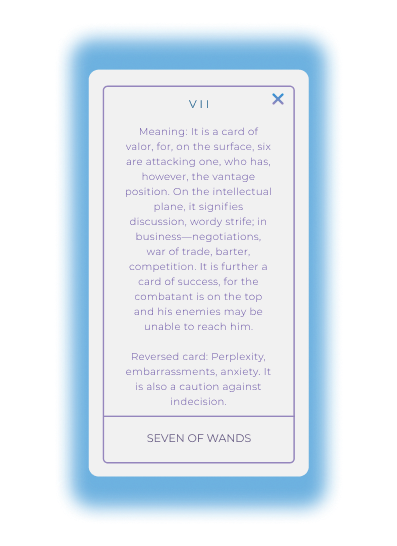 VII
Meaning: It is a card of
valor, for, on the surface, six
are attacking one, who has,
however, the vantage
position. On the intellectual
plane, it signifies
discussion, wordy strife; in
business—negotiations,
war of trade, barter,
competition. It is further a
card of success, for the
combatant is on the top
and his enemies may be
unable to reach him.
Reversed card: Perplexity,
embarrassments, anxiety. It
is also a caution against
indecision.
SEVEN OF WANDS